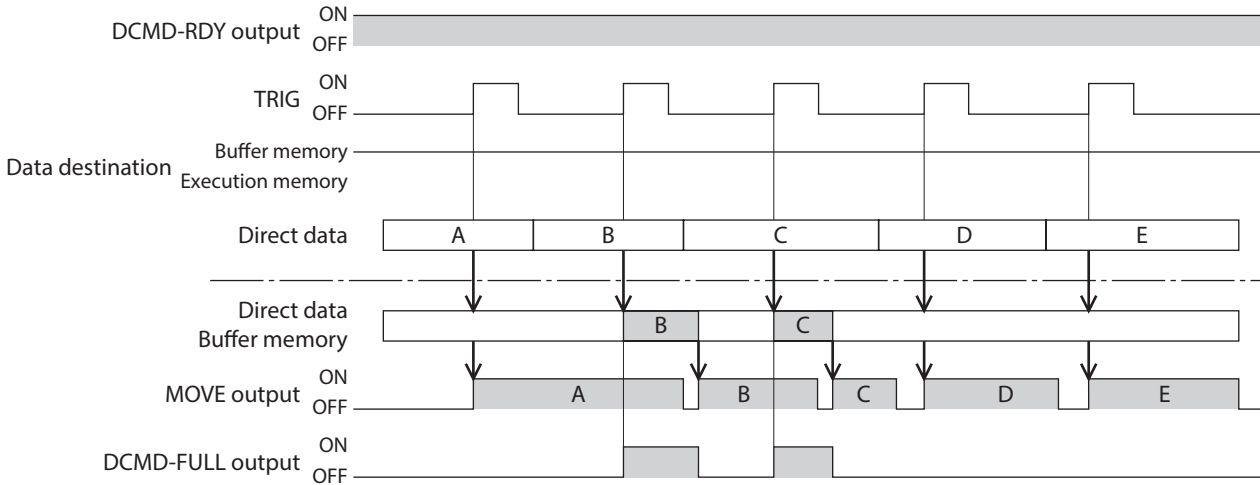 ON
DCMD-RDY output
OFF
ON
TRIG
OFF
Buffer memory
Data destination
Execution memory
Direct data A B C D E
Direct data
Buffer memory
B C
ON
MOVE output A B C D E
OFF
ON
DCMD-FULL output
OFF